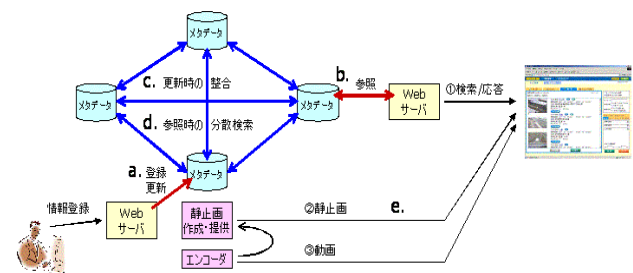 メタデータ
c. 更新時の 整合
b. 参照
①検索/応答
メタデータ
メタデータ
Web
サーバ
d. 参照時の 分散検索
a. 登録
更新
メタデータ
情報登録
Web
サーバ
静止画
作成・提供
②静止画
e.
エンコーダ
③動画